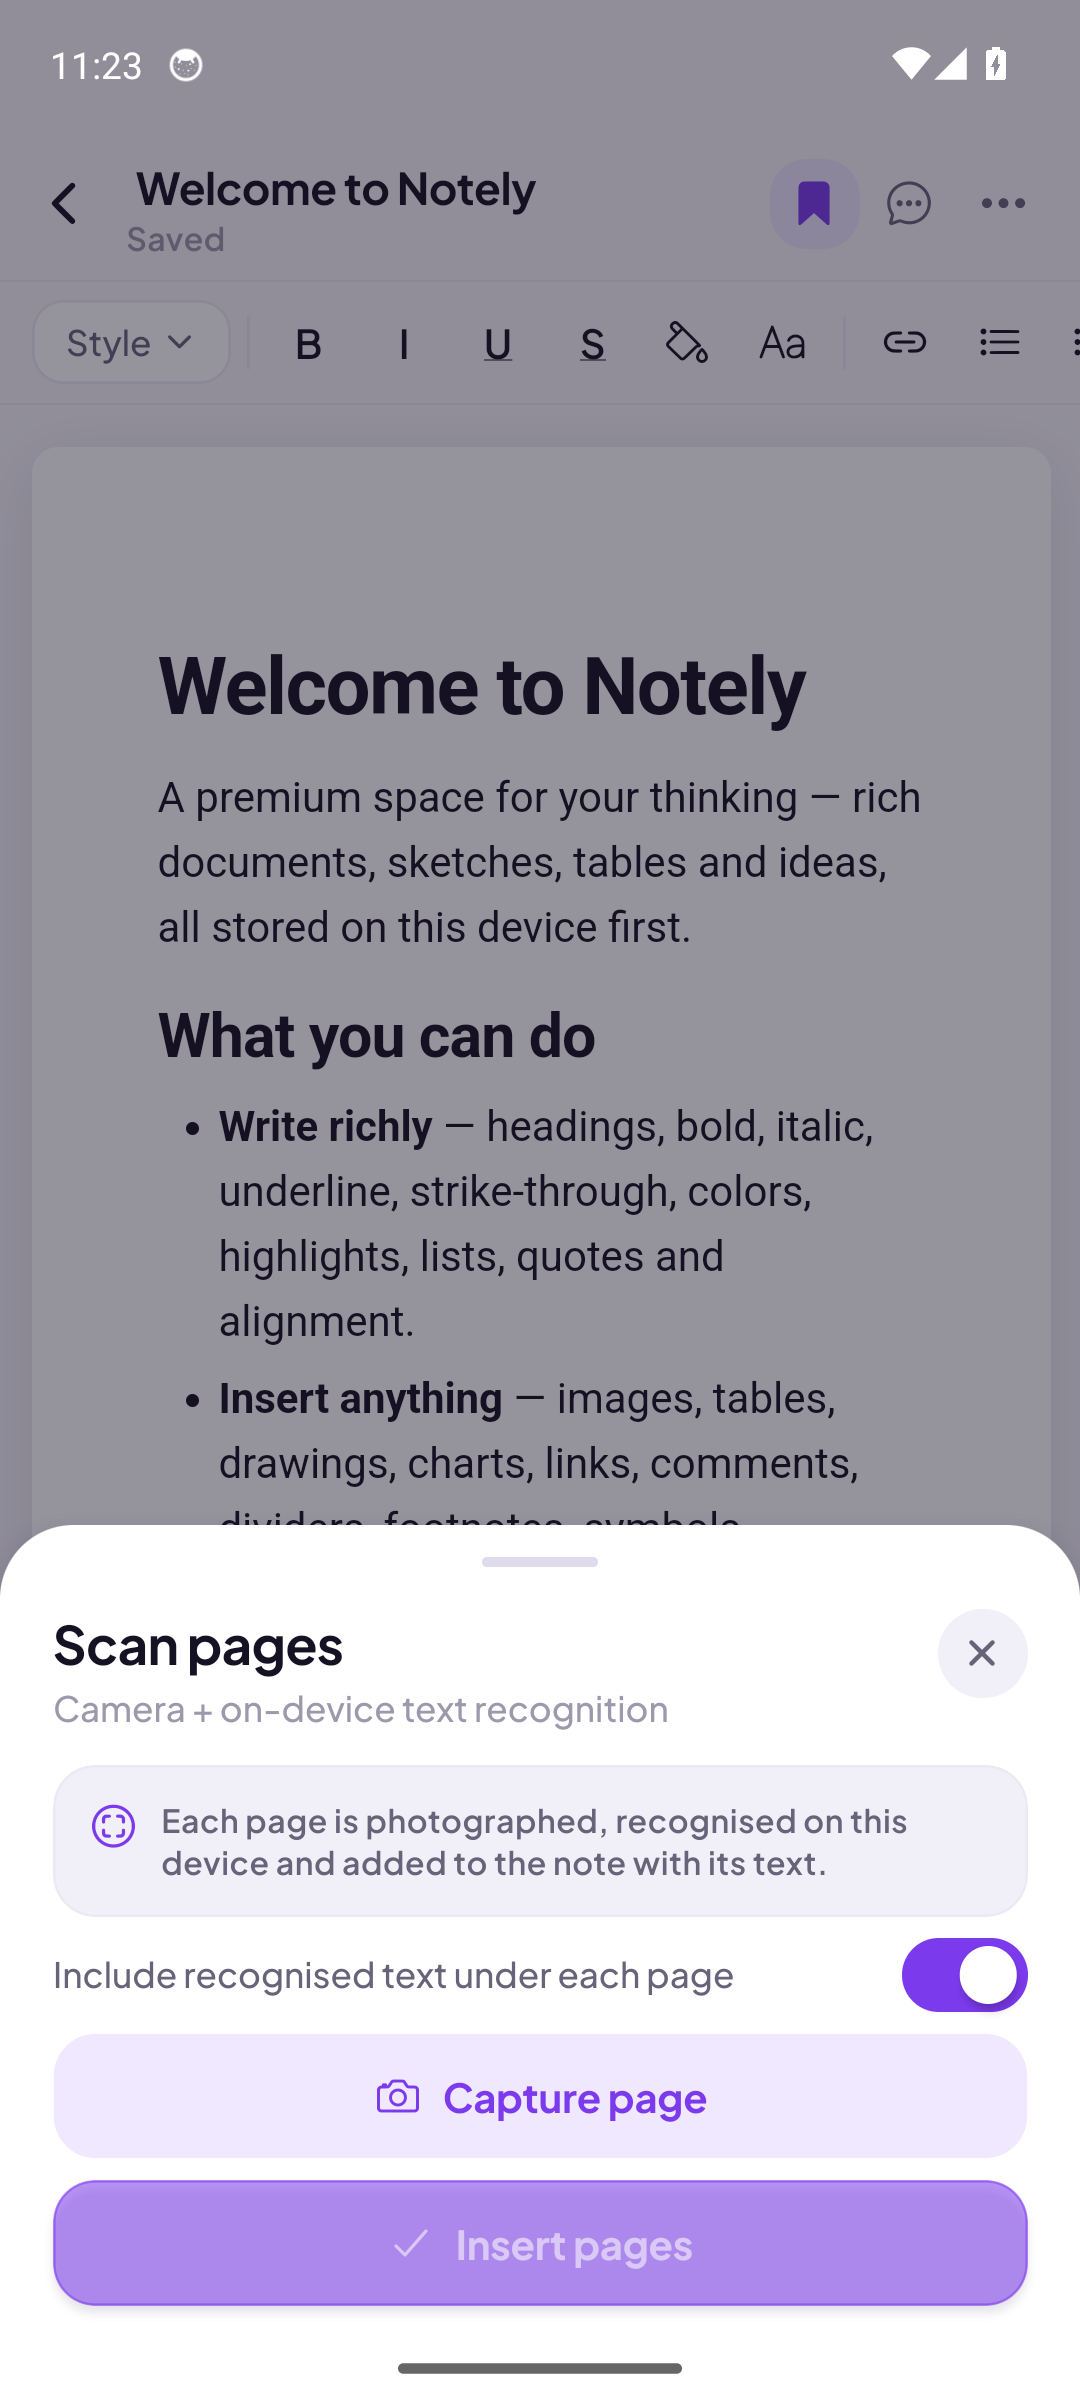 11:23
Welcome to Notely
Saved
Style
B I U S Aa
Welcome to Notely
A premium space for your thinking — rich
documents, sketches, tables and ideas,
all stored on this device first.
What you can do
• Write richly — headings, bold, italic,
underline, strike-through, colors,
highlights, lists, quotes and
alignment.
• Insert anything — images, tables,
drawings, charts, links, comments,
dividers, footnotes, symbols
Scan pages
Camera + on-device text recognition
Each page is photographed, recognised on this
device and added to the note with its text.
Include recognised text under each page
Capture page
Insert pages